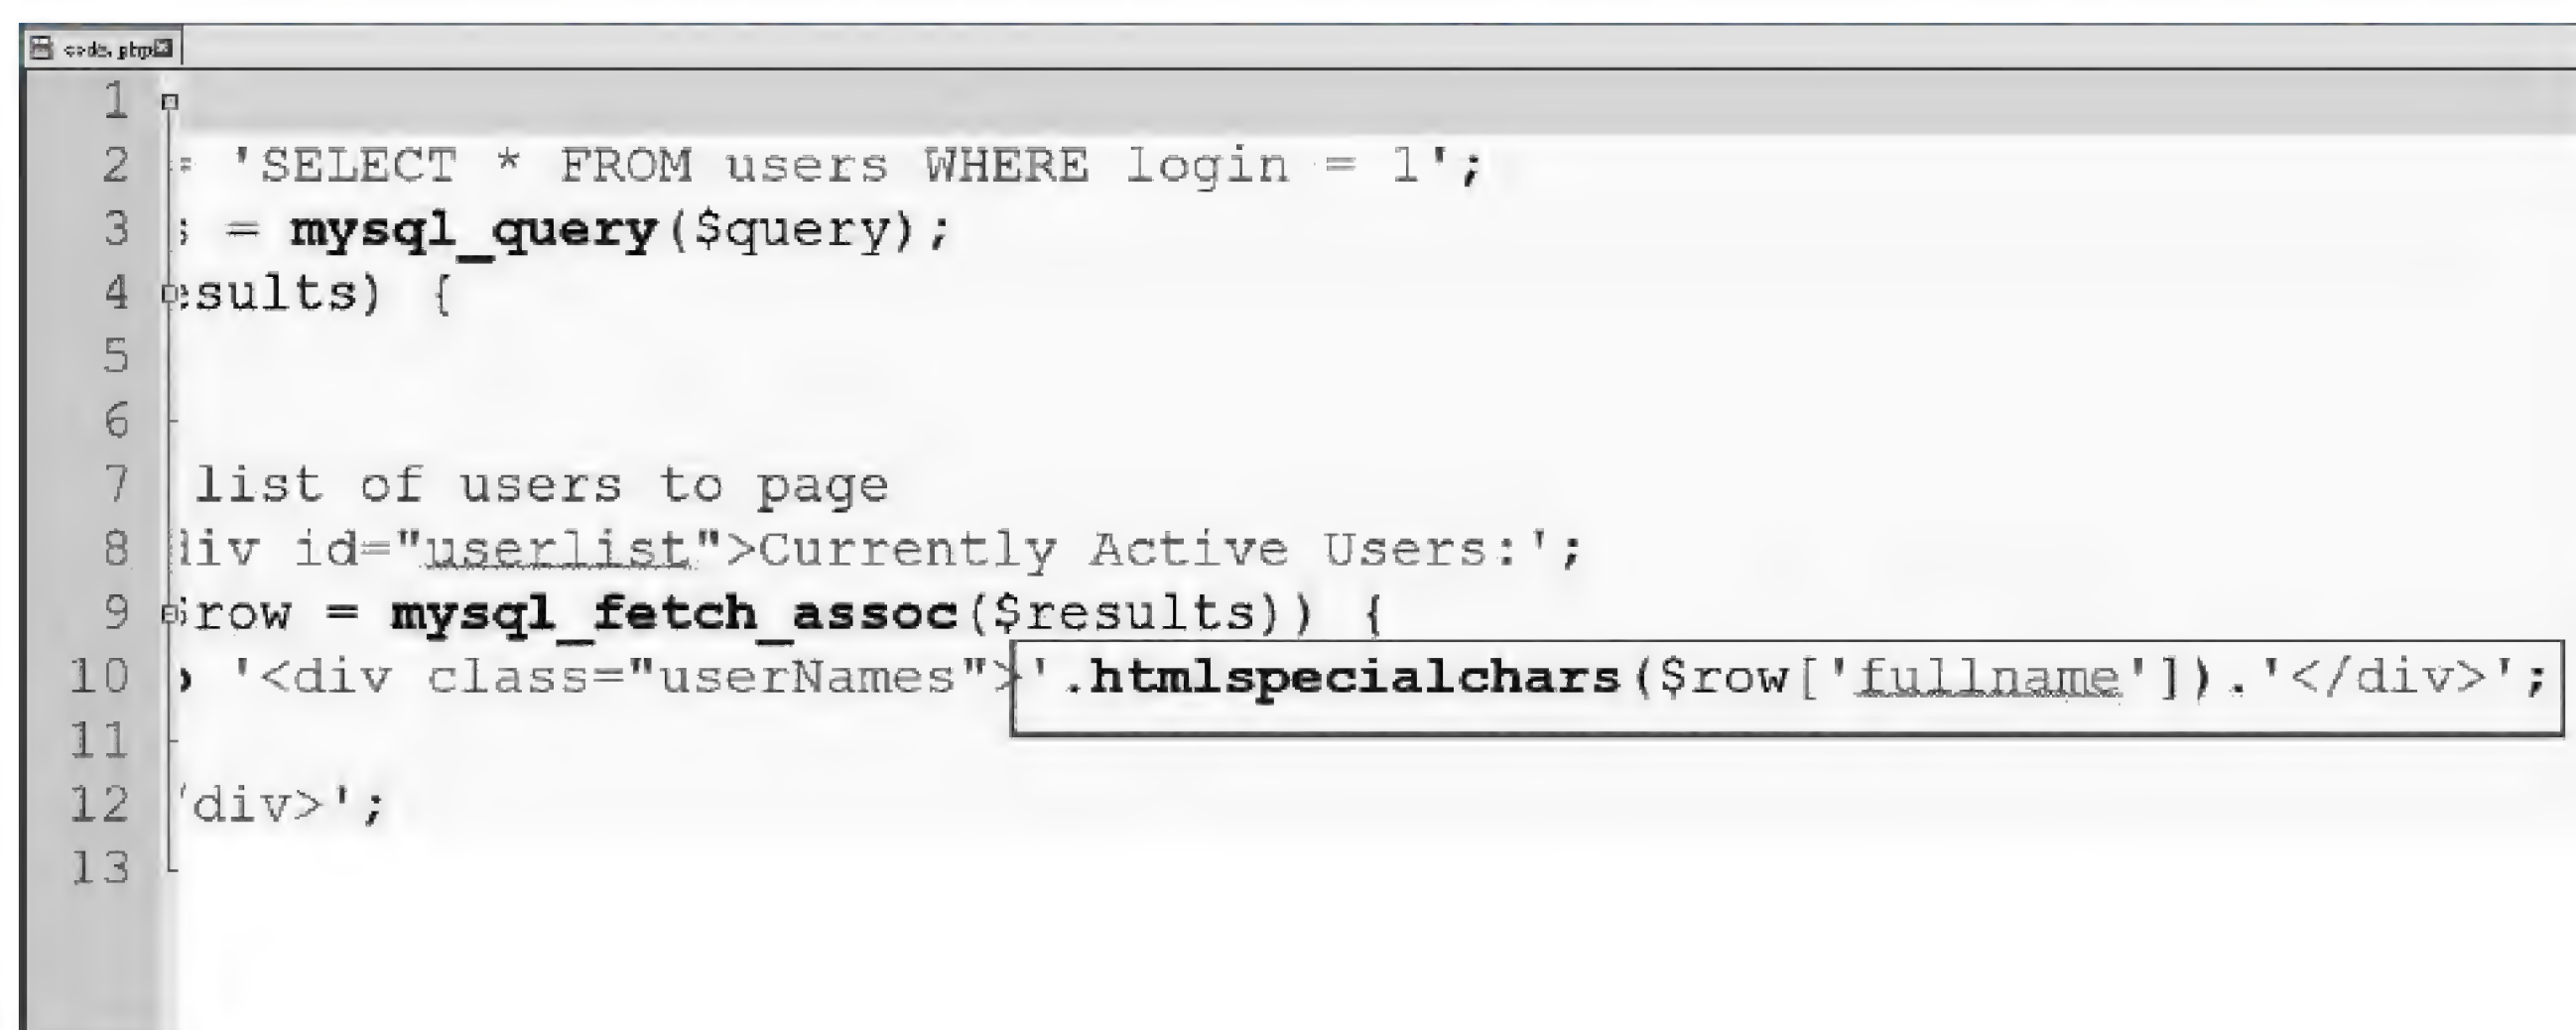 code.php
1
2 = 'SELECT * FROM users WHERE login = 1';
3 s = mysql_query($query);
4 esults) {
5
6
7 list of users to page
8 div id="userlist">Currently Active Users:';
9 $row = mysql_fetch_assoc($results)) {
10 '<div class="userNames">'.htmlspecialchars($row['fullname']).'</div>';
11
12 /div>';
13